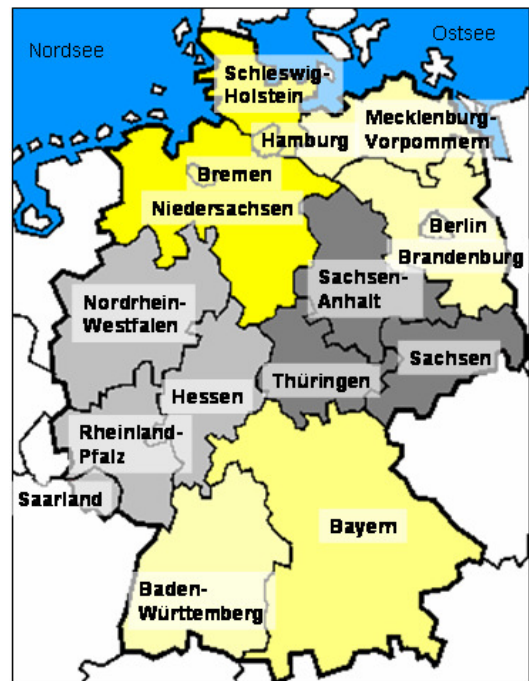 Nordsee
Ostsee
Schleswig-
Holstein
Mecklenburg-
Vorpommern
Hamburg
Bremen
Niedersachsen
Berlin
Brandenburg
Sachsen-
Anhalt
Nordrhein-
Westfalen
Sachsen
Thüringen
Hessen
Rheinland-
Pfalz
Saarland
Bayern
Baden-
Württemberg